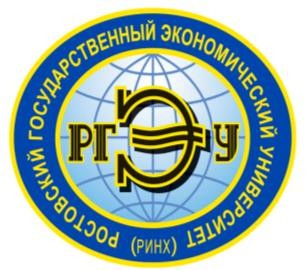 РОСТОВСКИЙ ГОСУДАРСТВЕННЫЙ ЭКОНОМИЧЕСКИЙ УНИВЕРСИТЕТ
РГЭУ
(РИНХ)